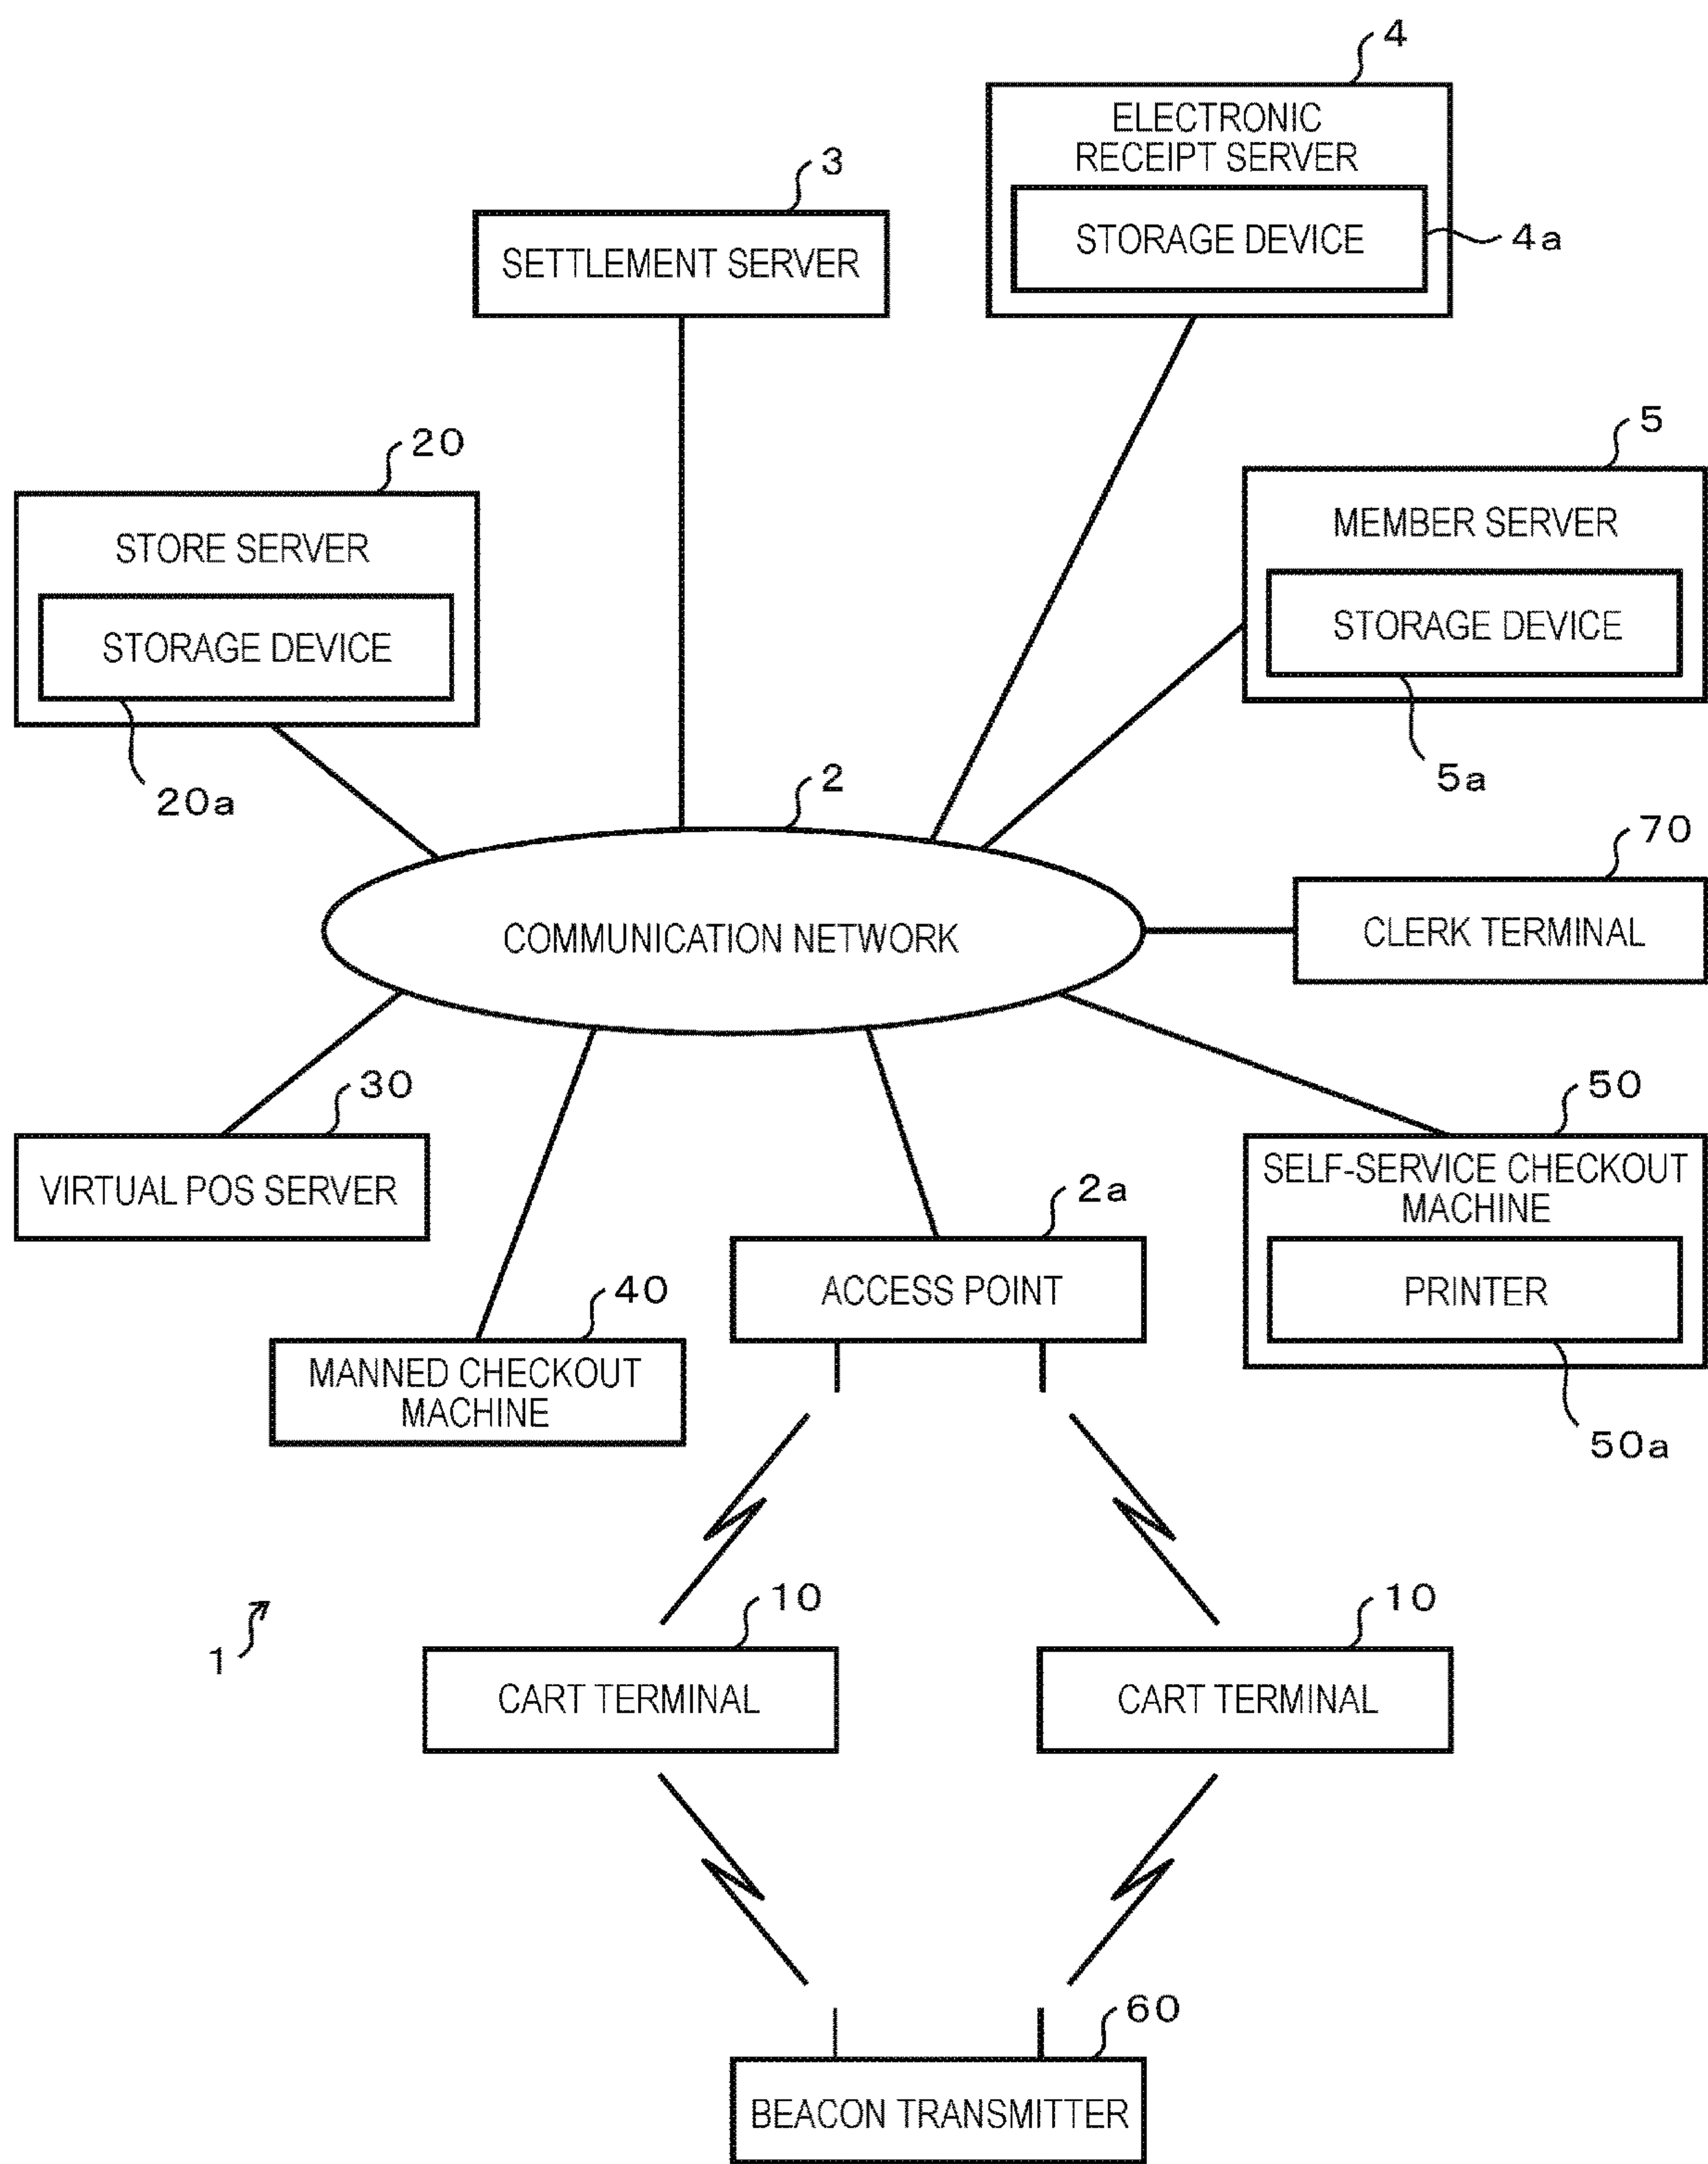 4
ELECTRONIC
RECEIPT SERVER
STORAGE DEVICE
4a
3
SETTLEMENT SERVER
20
STORE SERVER
STORAGE DEVICE
20a
5
MEMBER SERVER
STORAGE DEVICE
5a
2
COMMUNICATION NETWORK
70
CLERK TERMINAL
30
VIRTUAL POS SERVER
40
MANNED CHECKOUT
MACHINE
2a
ACCESS POINT
50
SELF-SERVICE CHECKOUT
MACHINE
PRINTER
50a
1
10
CART TERMINAL
10
CART TERMINAL
60
BEACON TRANSMITTER